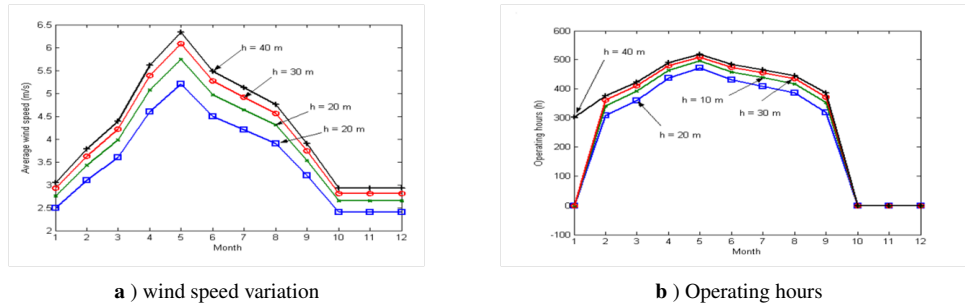 6.5
6
5.5
5
4.5
4
3.5
3
2.5
2
Average wind speed (m/s)
h = 40 m
h = 30 m
h = 20 m
h = 20 m
1 2 3 4 5 6 7 8 9 10 11 12
Month
a ) wind speed variation
600
500
400
300
200
100
0
-100
Operating hours (h)
h = 40 m
h = 10 m
h = 30 m
h = 20 m
1 2 3 4 5 6 7 8 9 10 11 12
Month
b ) Operating hours